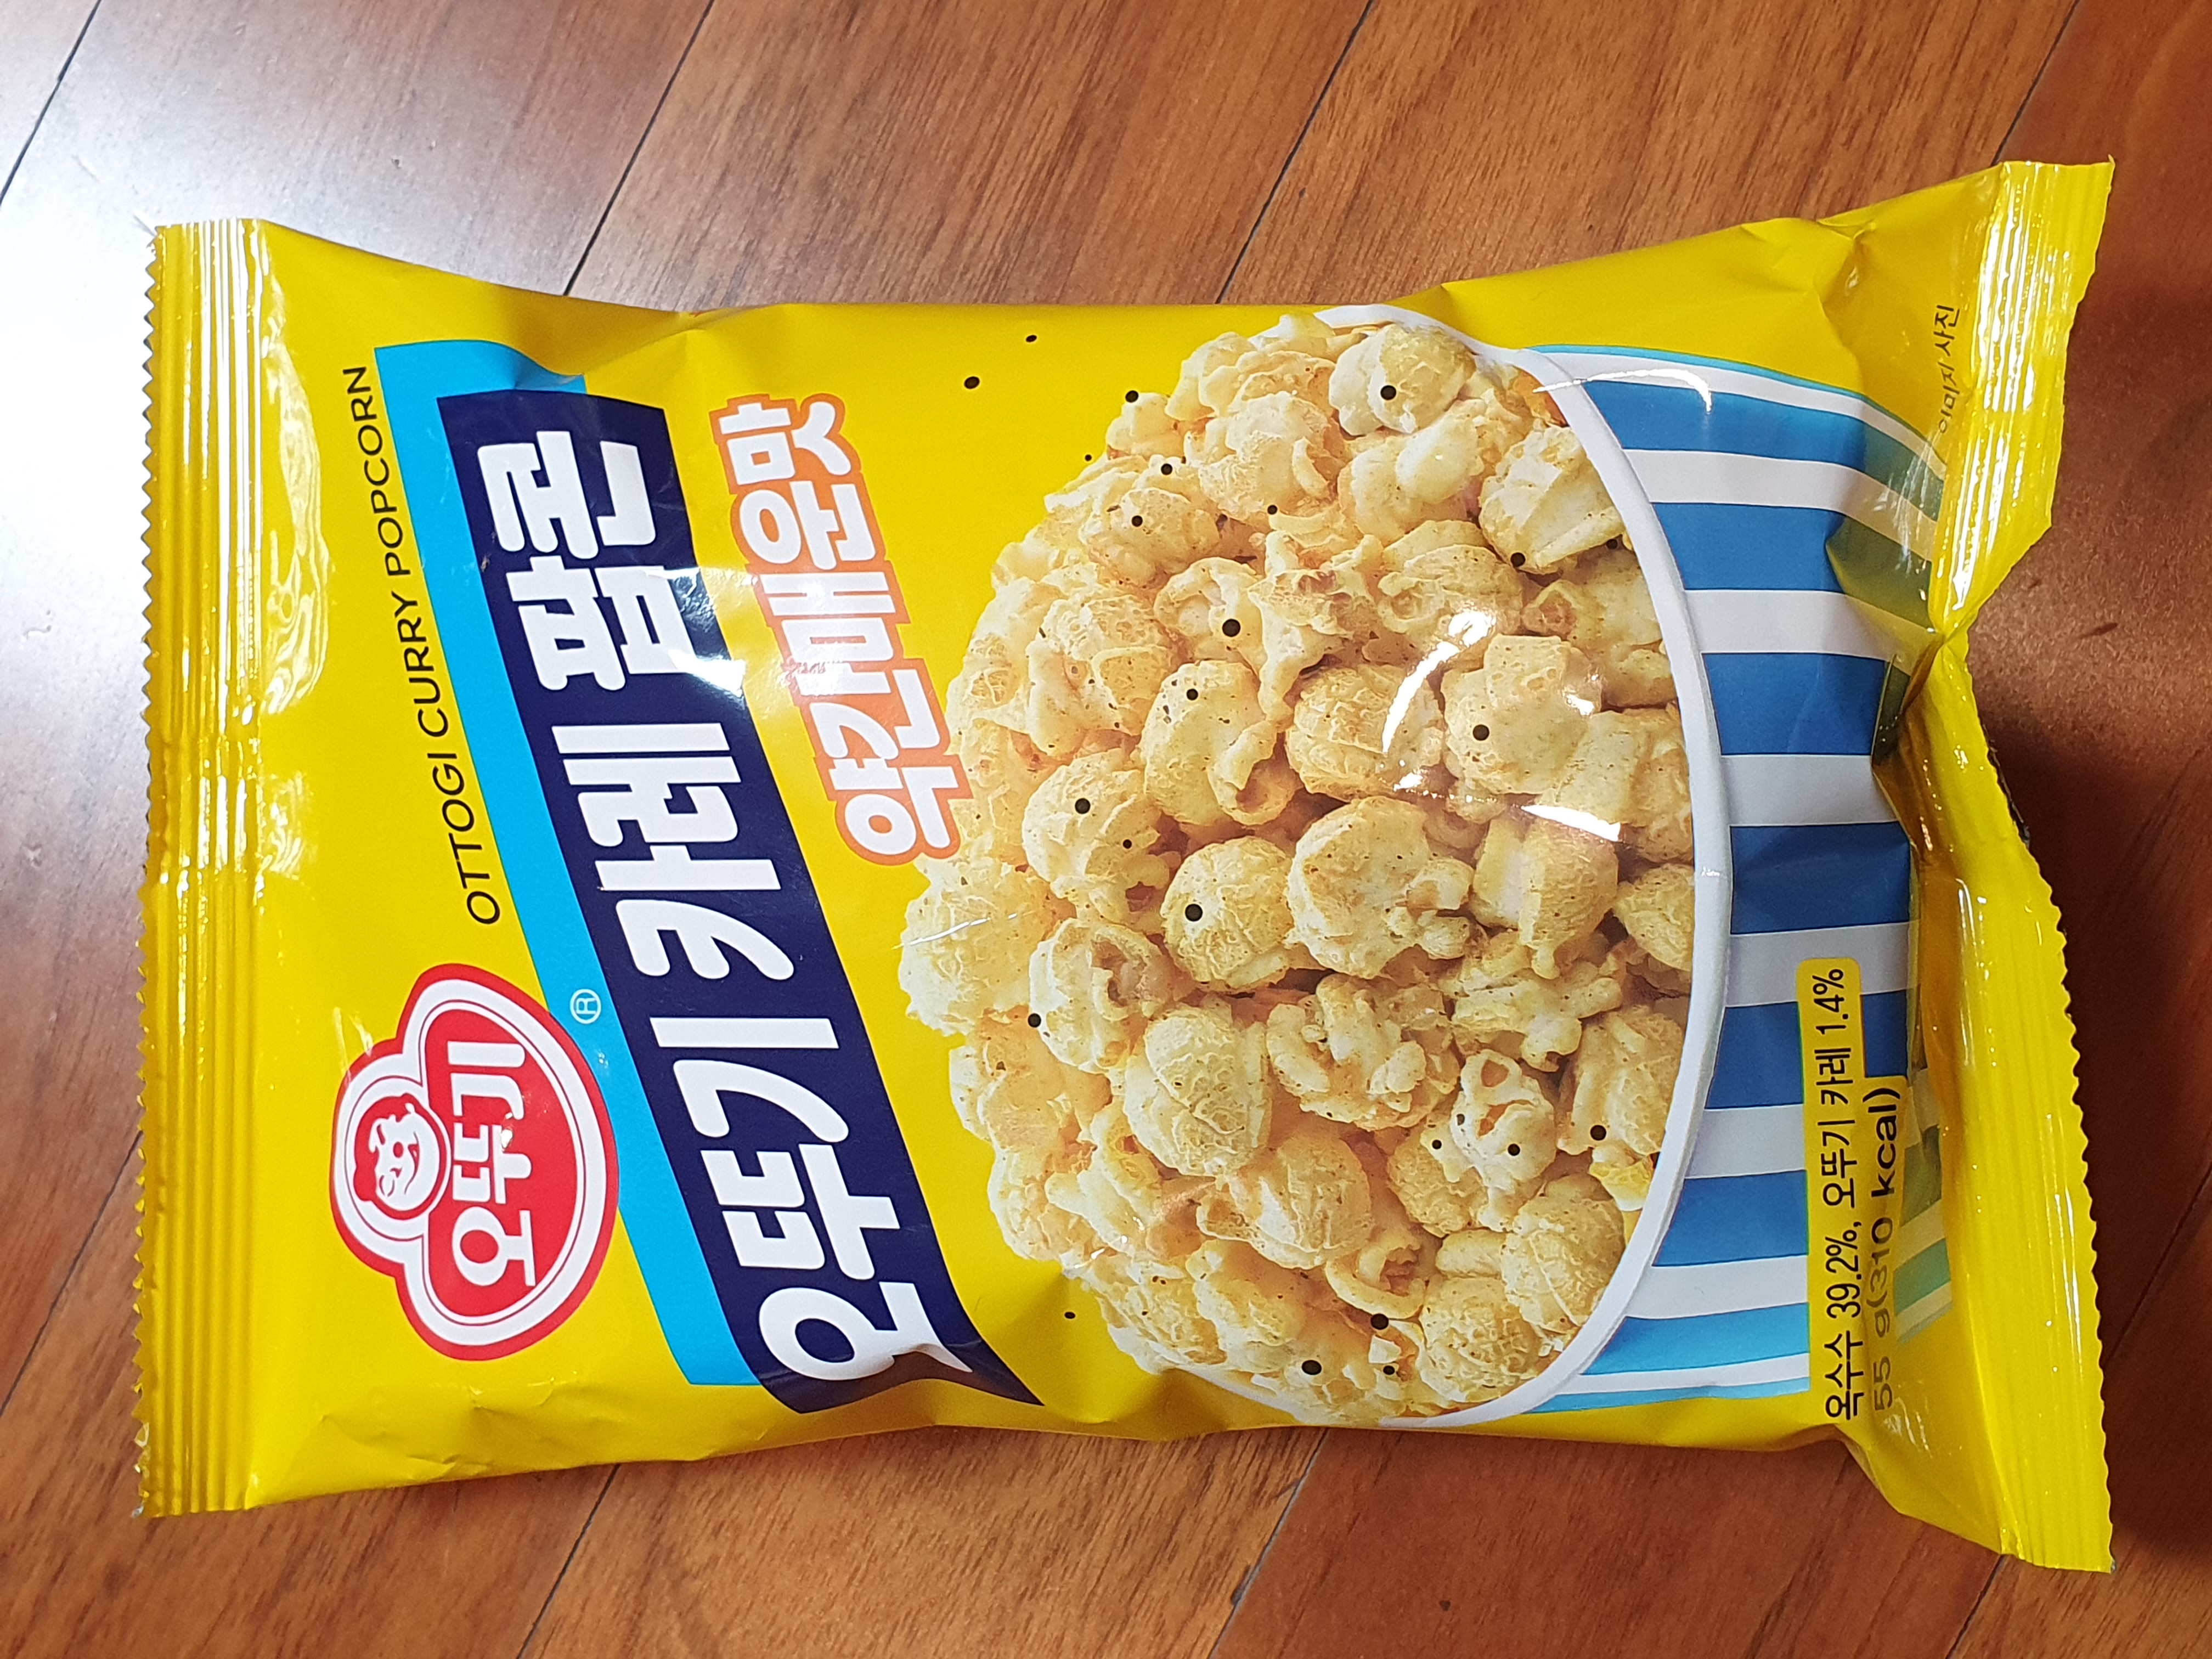 오뚜기
OTTOGI CURRY POPCORN
®
오뚜기 카레 팝콘
약간매운맛
옥수수 39.2%, 오뚜기 카레 1.4%
55 g(310 kcal)
이미지 사진